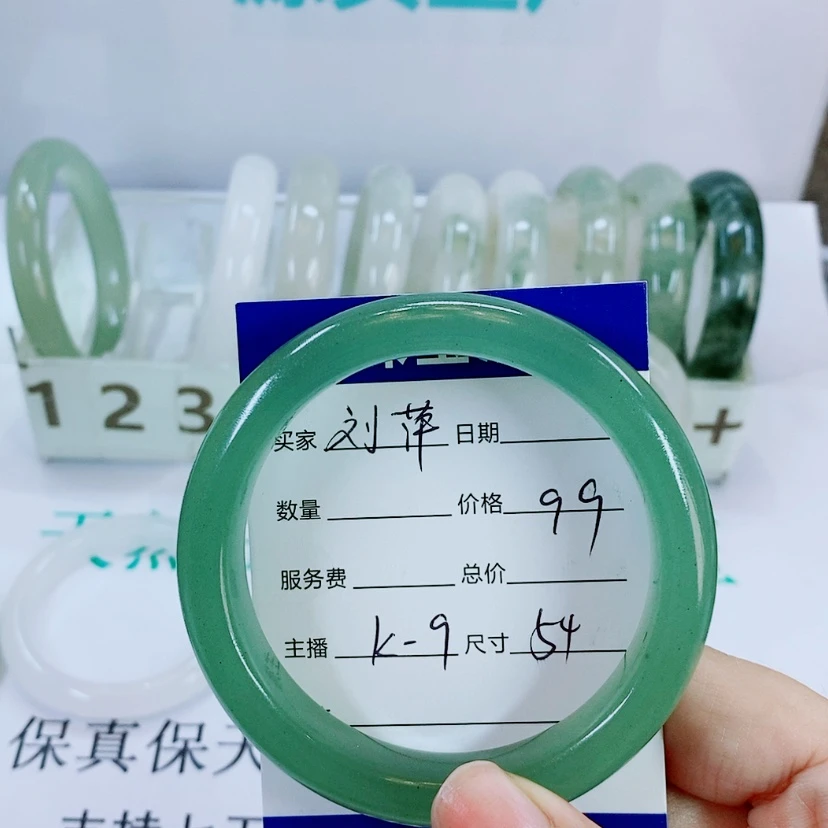 1 2 3 +
买家 刘萍 日期
数量 价格 99
服务费 总价
主播 K-9 尺寸 54
保真保天